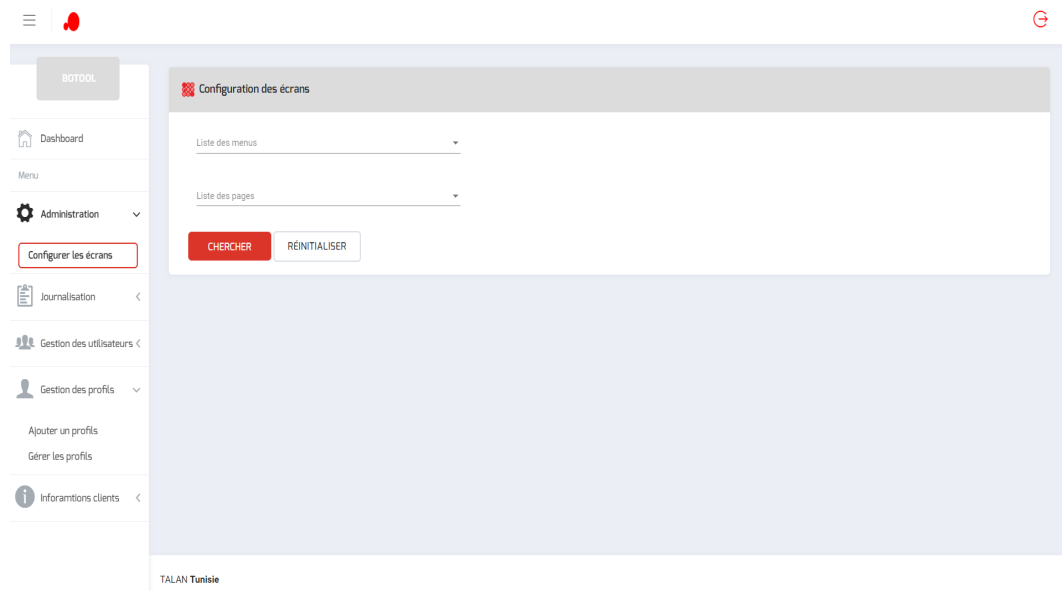 BOTOOL
Dashboard
Menu
Administration
Configurer les écrans
Journalisation
Gestion des utilisateurs
Gestion des profils
Ajouter un profils
Gérer les profils
Inforamtions clients
Configuration des écrans
Liste des menus
Liste des pages
CHERCHER RÉINITIALISER
TALAN Tunisie